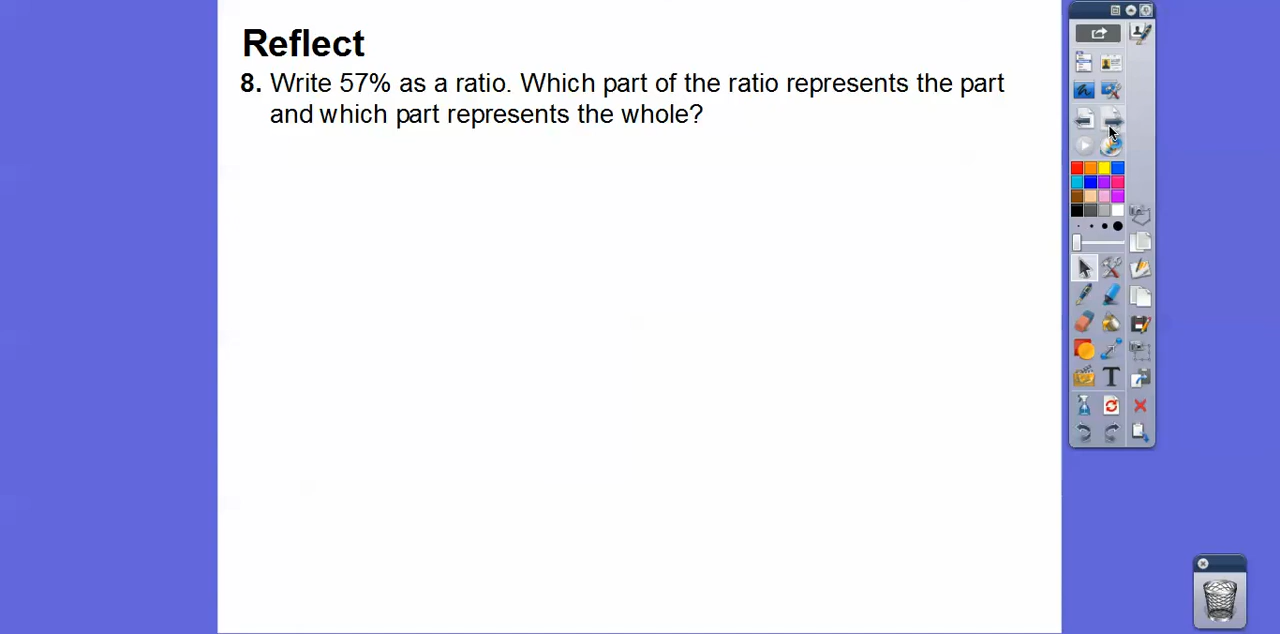 Reflect
8. Write 57% as a ratio. Which part of the ratio represents the part
and which part represents the whole?